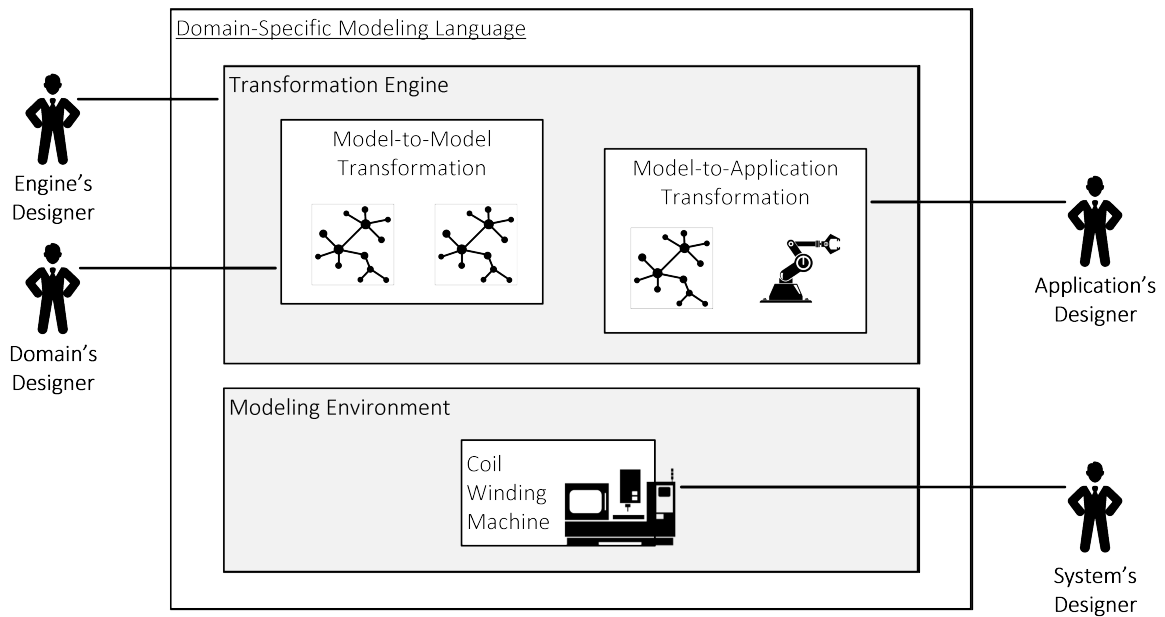 Domain-Specific Modeling Language
Transformation Engine
Model-to-Model
Transformation
Model-to-Application
Transformation
Engine's
Designer
Domain's
Designer
Application's
Designer
Modeling Environment
Coil
Winding
Machine
System's
Designer